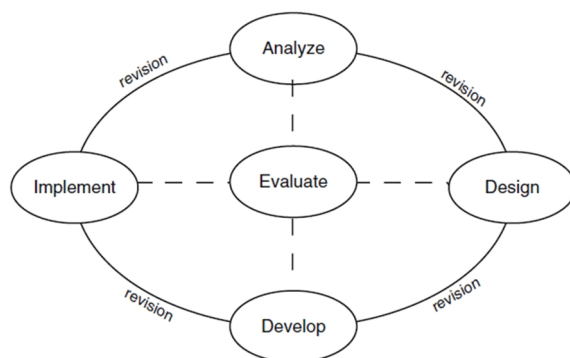 Analyze
revision
revision
Implement
Evaluate
Design
revision
revision
Develop